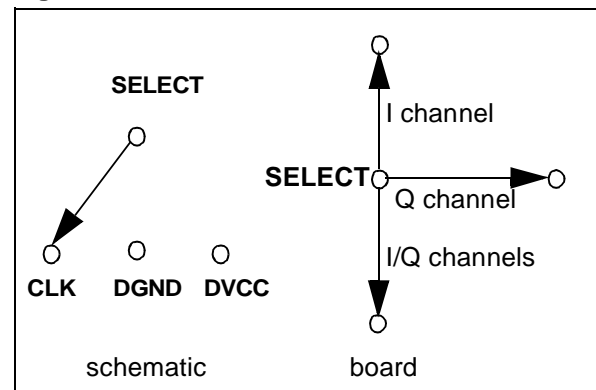 SELECT
CLK DGND DVCC
schematic
I channel
SELECT
Q channel
I/Q channels
board